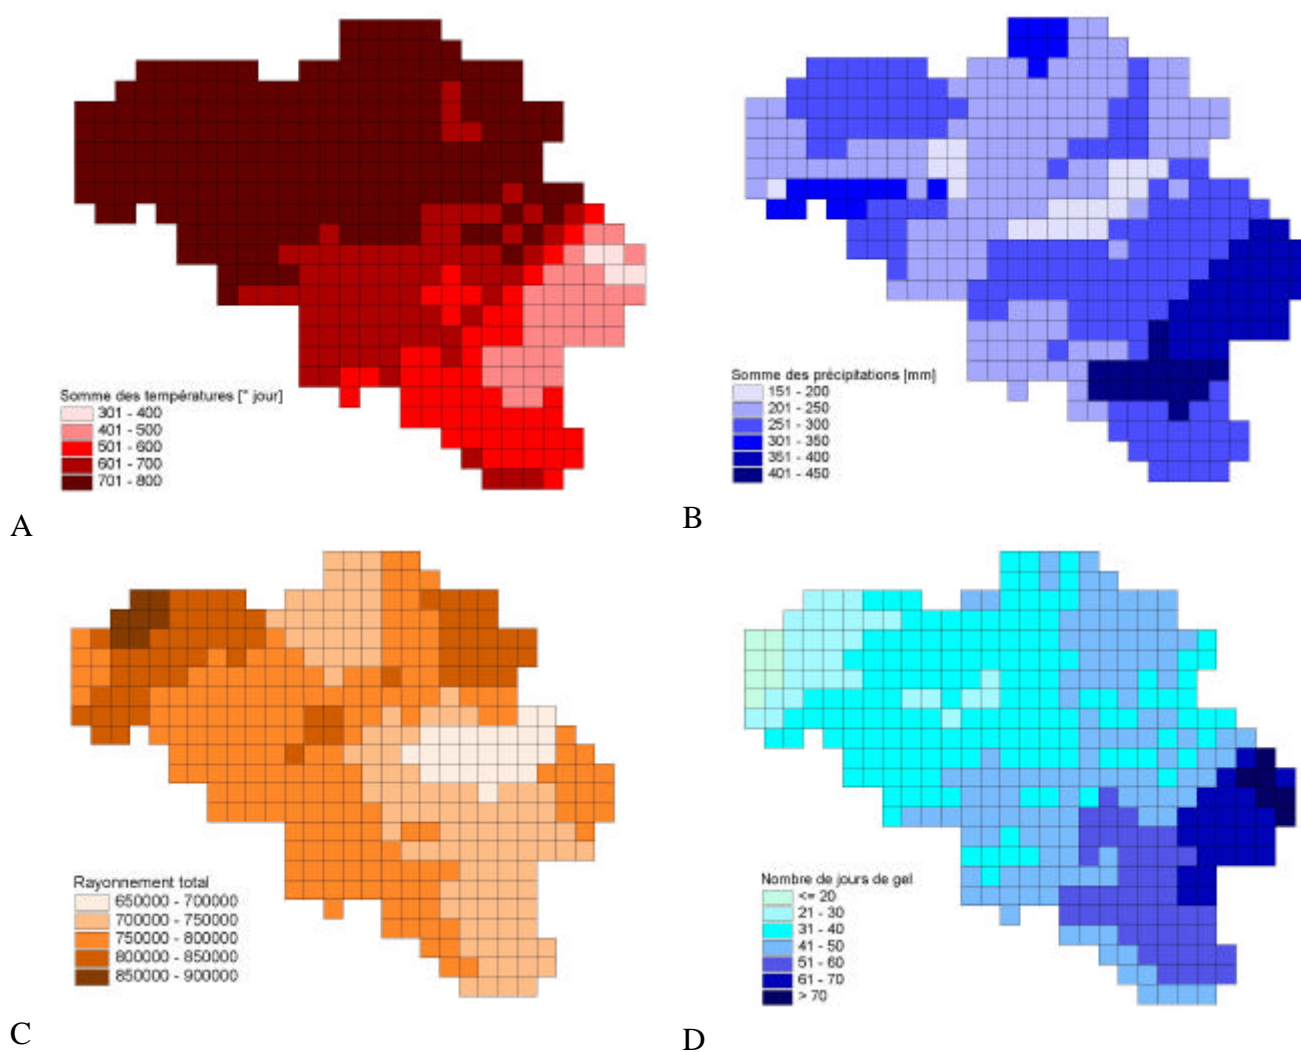 Somme des températures [° jour]
301 - 400
401 - 500
501 - 600
601 - 700
701 - 800
A
Somme des précipitations [mm]
151 - 200
201 - 250
251 - 300
301 - 350
351 - 400
401 - 450
B
Rayonnement total
650000 - 700000
700000 - 750000
750000 - 800000
800000 - 850000
850000 - 900000
C
Nombre de jours de gel
<= 20
21 - 30
31 - 40
41 - 50
51 - 60
61 - 70
> 70
D